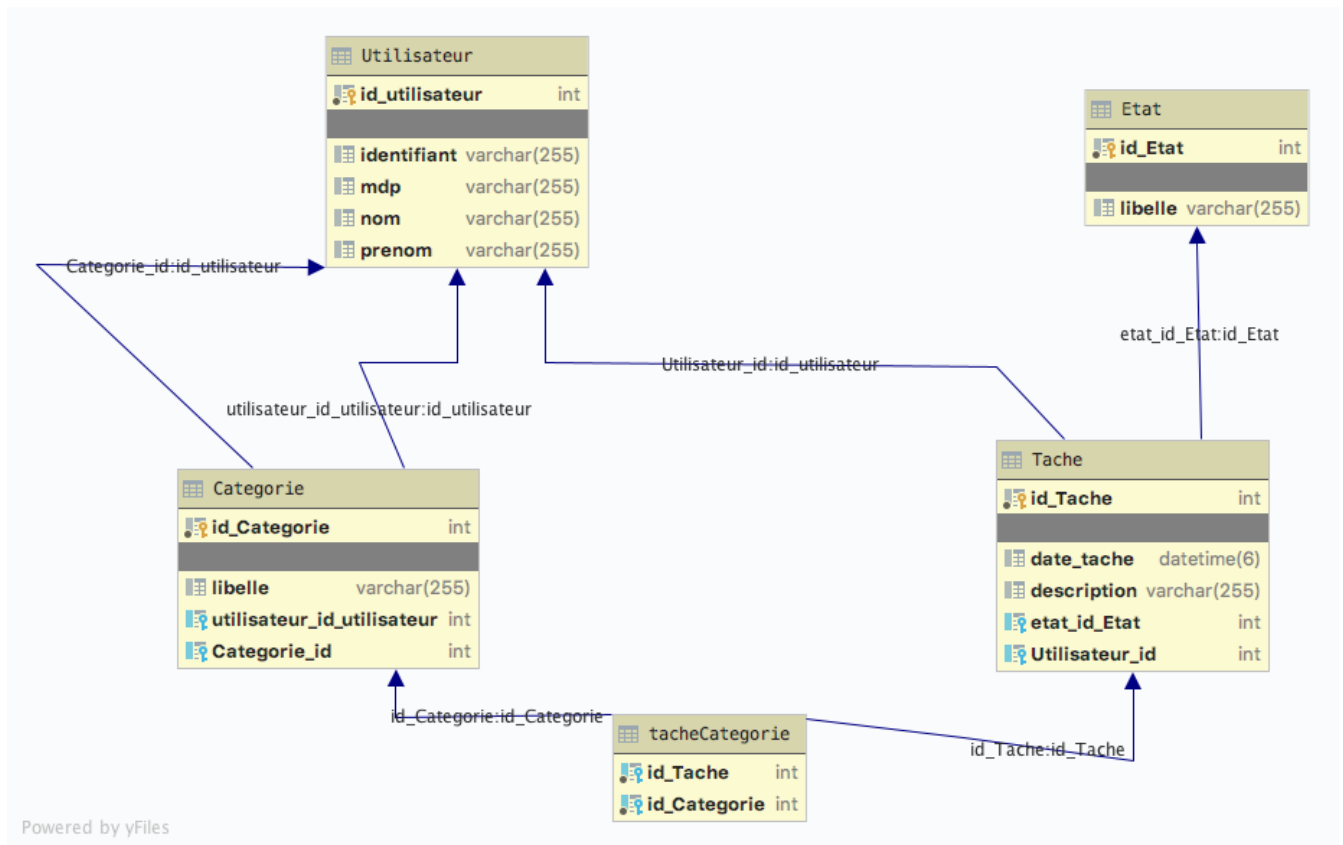 Utilisateur
id_utilisateur int
identifiant varchar(255)
mdp varchar(255)
nom varchar(255)
prenom varchar(255)
Etat
id_Etat int
libelle varchar(255)
Categorie_id:id_utilisateur
etat_id_Etat:id_Etat
Utilisateur_id:id_utilisateur
utilisateur_id_utilisateur:id_utilisateur
Categorie
id_Categorie int
libelle varchar(255)
utilisateur_id_utilisateur int
Categorie_id int
Tache
id_Tache int
date_tache datetime(6)
description varchar(255)
etat_id_Etat int
Utilisateur_id int
id_Categorie:id_Categorie
id_Tache:id_Tache
tacheCategorie
id_Tache int
id_Categorie int
Powered by yFiles